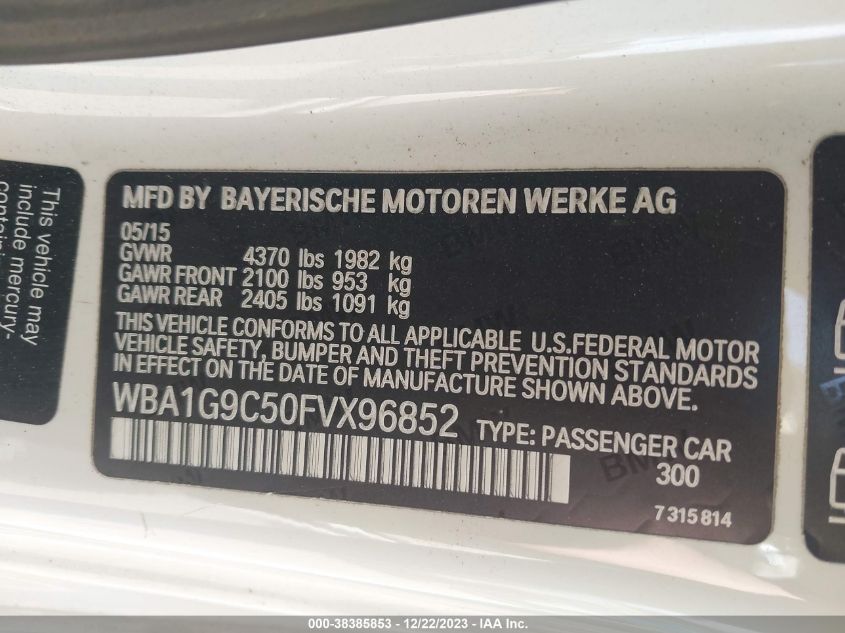 This vehicle may
include mercury-
MFD BY BAYERISCHE MOTOREN WERKE AG
05/15
GVWR 4370 lbs 1982 kg
GAWR FRONT 2100 lbs 953 kg
GAWR REAR 2405 lbs 1091 kg
THIS VEHICLE CONFORMS TO ALL APPLICABLE U.S.FEDERAL MOTOR
VEHICLE SAFETY, BUMPER AND THEFT PREVENTION STANDARDS
IN EFFECT ON THE DATE OF MANUFACTURE SHOWN ABOVE.
WBA1G9C50FVX96852 TYPE: PASSENGER CAR
300
7 315 814
000-38385853 - 12/22/2023 - IAA Inc.